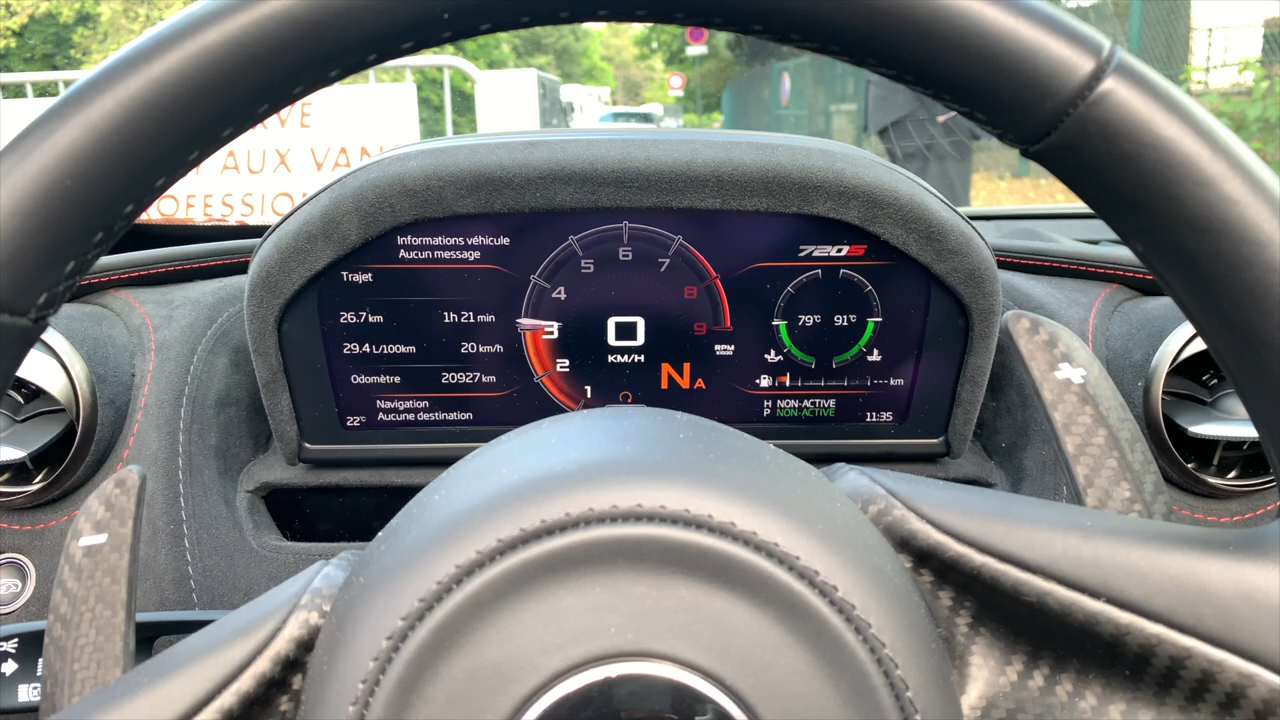 RVE
AUX VAN
ROFESSION
Informations véhicule
Aucun message
Trajet
26.7 km 1h 21 min
29.4 L/100km 20 km/h
Odomètre 20927 km
Navigation
Aucune destination
22°C
1
2
3
4
5
6
7
8
9
0
KM/H
RPM
X1000
N A
720S
79°C 91°C
--- km
H NON-ACTIVE
P NON-ACTIVE
11:35
+
-